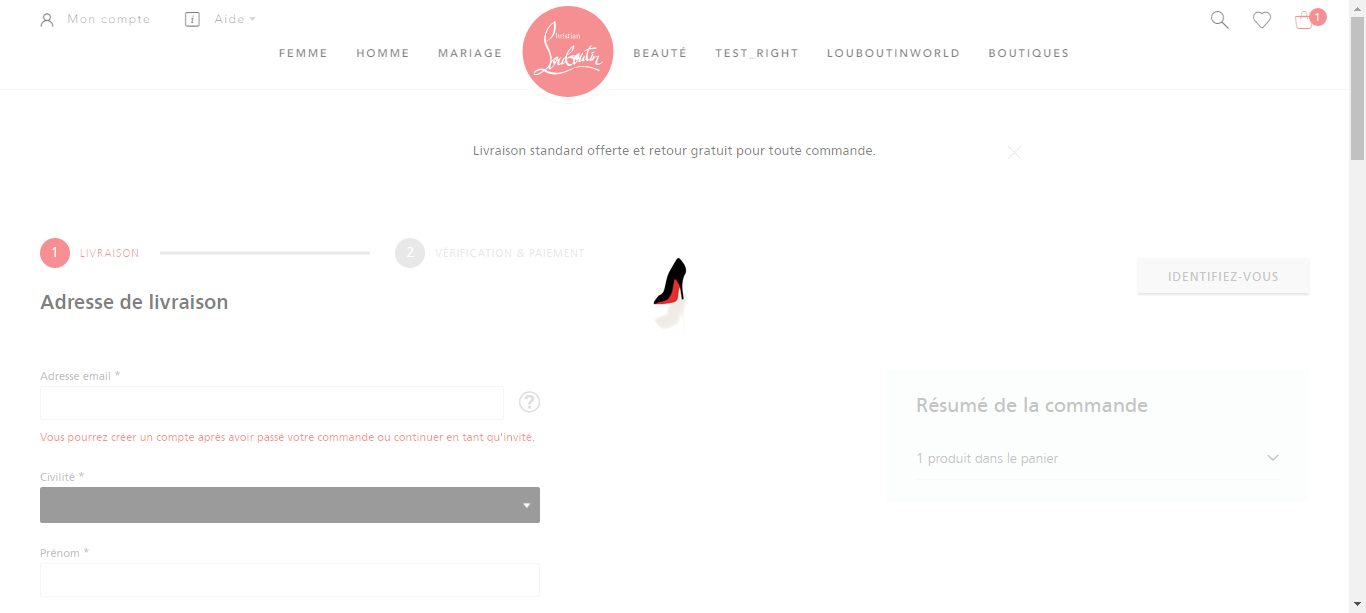 Mon compte
i
Aide
1
FEMME
HOMME
MARIAGE
Christian
Louboutin
BEAUTÉ
TEST_RIGHT
LOUBOUTINWORLD
BOUTIQUES
Livraison standard offerte et retour gratuit pour toute commande.
1 LIVRAISON
2 VÉRIFICATION & PAIEMENT
IDENTIFIEZ-VOUS
Adresse de livraison
Adresse email *
?
Vous pourrez créer un compte après avoir passé votre commande ou continuer en tant qu'invité.
Civilité *
Prénom *
Résumé de la commande
1 produit dans le panier